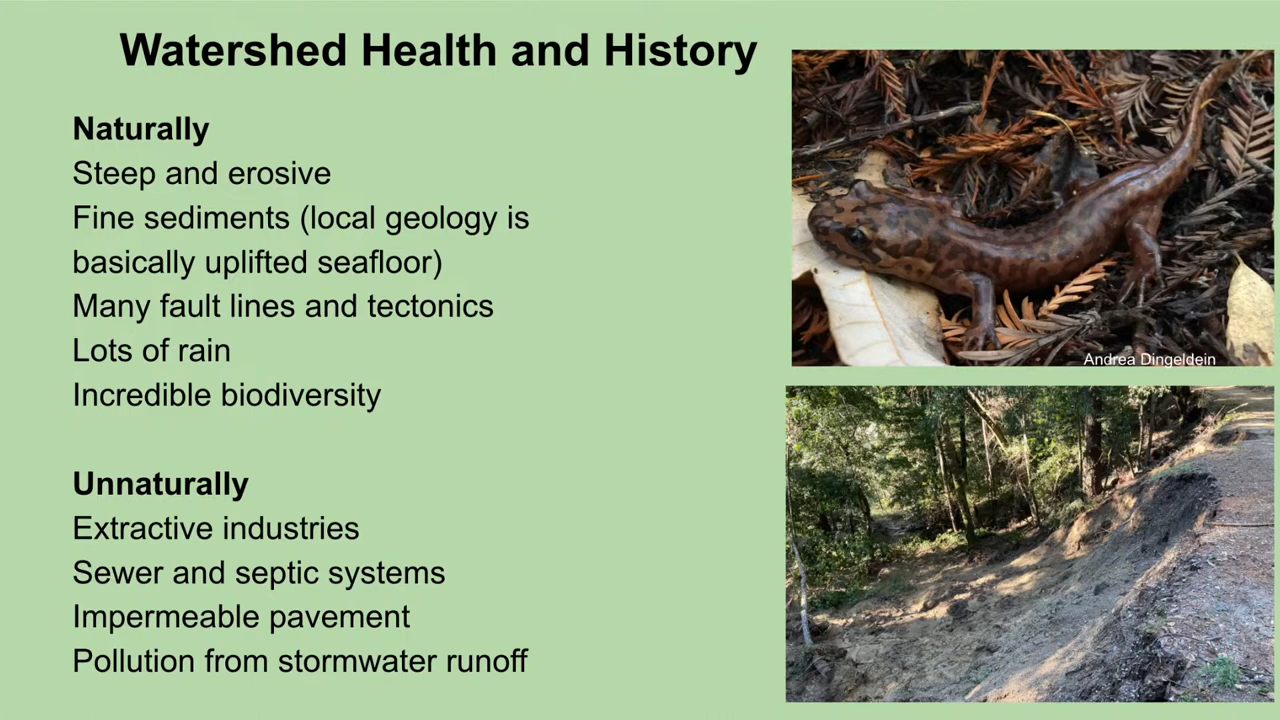 Watershed Health and History
Naturally
Steep and erosive
Fine sediments (local geology is
basically uplifted seafloor)
Many fault lines and tectonics
Lots of rain
Incredible biodiversity
Unnaturally
Extractive industries
Sewer and septic systems
Impermeable pavement
Pollution from stormwater runoff
Andrea Dingeldein